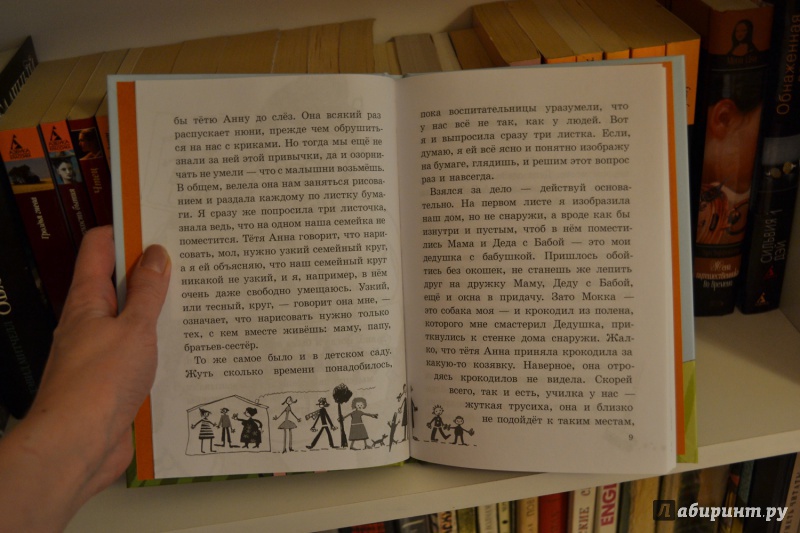 бы тётю Анну до слёз. Она всякий раз
распускает нюни, прежде чем обрушить-
ся на нас с криками. Но тогда мы ещё не
знали за ней этой привычки, да и озорни-
чать не умели — что с малышни возьмёшь.
В общем, велела она нам заняться рисова-
нием и раздала каждому по листку бума-
ги. Я сразу же попросила три листочка,
знала ведь, что на одном наша семейка не
поместится. Тётя Анна говорит, что нари-
совать, мол, нужно узкий семейный круг,
а я ей объясняю, что наш семейный круг
никакой не узкий, и я, например, в нём
очень даже свободно умещаюсь. Узкий,
или тесный, круг, — говорит она мне, —
означает, что нарисовать нужно только
тех, с кем вместе живёшь: маму, папу,
братьев-сестёр.
То же самое было и в детском саду.
Жуть сколько времени понадобилось,
пока воспитательницы уразумели, что
у нас всё не так, как у людей. Вот
я и выпросила сразу три листка. Если,
думаю, я ей всё ясно и понятно изображу
на бумаге, глядишь, и решим этот вопрос
раз и навсегда.
Взялся за дело — действуй основа-
тельно. На первом листе я изобразила
наш дом, но не снаружи, а вроде как бы
изнутри и пустым, чтоб в нём помести-
лись Мама и Деда с Бабой — это мои
дедушка с бабушкой. Пришлось обой-
тись без окошек, не станешь же лепить
друг на дружку Маму, Деду с Бабой,
ещё и окна в придачу. Зато Мокка —
это собака моя — и крокодил из полена,
которого мне смастерил Дедушка, при-
ткнулись к стенке дома снаружи. Жал-
ко, что тётя Анна приняла крокодила за
какую-то козявку. Наверное, она отро-
дясь крокодилов не видела. Скорей
всего, так и есть, училка у нас —
жуткая трусиха, она и близко
не подойдёт к таким местам,
9
Обнажённая
ENGL
Лабиринт.ру